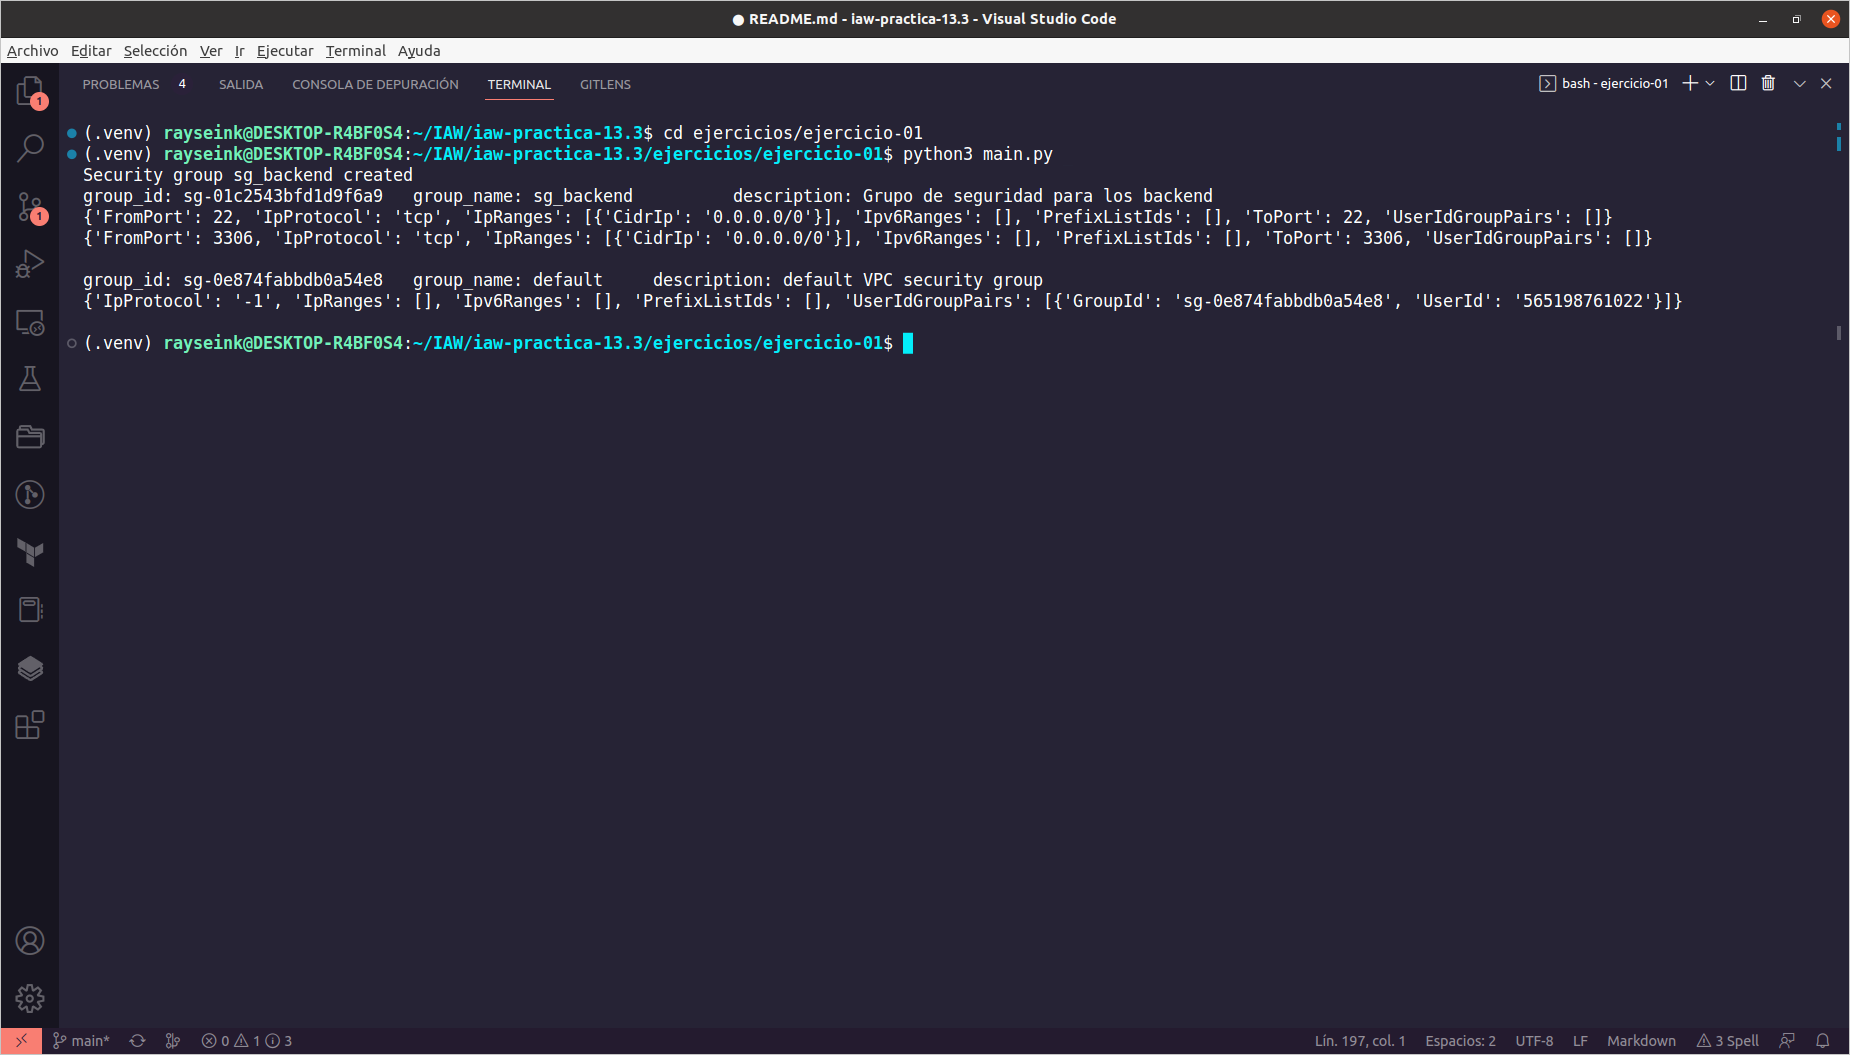 ● README.md - iaw-practica-13.3 - Visual Studio Code
Archivo Editar Selección Ver Ir Ejecutar Terminal Ayuda
PROBLEMAS 4 SALIDA CONSOLA DE DEPURACIÓN TERMINAL GITLENS bash - ejercicio-01
1
1
(.venv) rayseink@DESKTOP-R4BF0S4:~/IAW/iaw-practica-13.3$ cd ejercicios/ejercicio-01
(.venv) rayseink@DESKTOP-R4BF0S4:~/IAW/iaw-practica-13.3/ejercicios/ejercicio-01$ python3 main.py
Security group sg_backend created
group_id: sg-01c2543bfd1d9f6a9   group_name: sg_backend          description: Grupo de seguridad para los backend
{'FromPort': 22, 'IpProtocol': 'tcp', 'IpRanges': [{'CidrIp': '0.0.0.0/0'}], 'Ipv6Ranges': [], 'PrefixListIds': [], 'ToPort': 22, 'UserIdGroupPairs': []}
{'FromPort': 3306, 'IpProtocol': 'tcp', 'IpRanges': [{'CidrIp': '0.0.0.0/0'}], 'Ipv6Ranges': [], 'PrefixListIds': [], 'ToPort': 3306, 'UserIdGroupPairs': []}
group_id: sg-0e874fabbdb0a54e8   group_name: default     description: default VPC security group
{'IpProtocol': '-1', 'IpRanges': [], 'Ipv6Ranges': [], 'PrefixListIds': [], 'UserIdGroupPairs': [{'GroupId': 'sg-0e874fabbdb0a54e8', 'UserId': '565198761022'}]}
(.venv) rayseink@DESKTOP-R4BF0S4:~/IAW/iaw-practica-13.3/ejercicios/ejercicio-01$
main* 0 1 3 Lín. 197, col. 1 Espacios: 2 UTF-8 LF Markdown 3 Spell